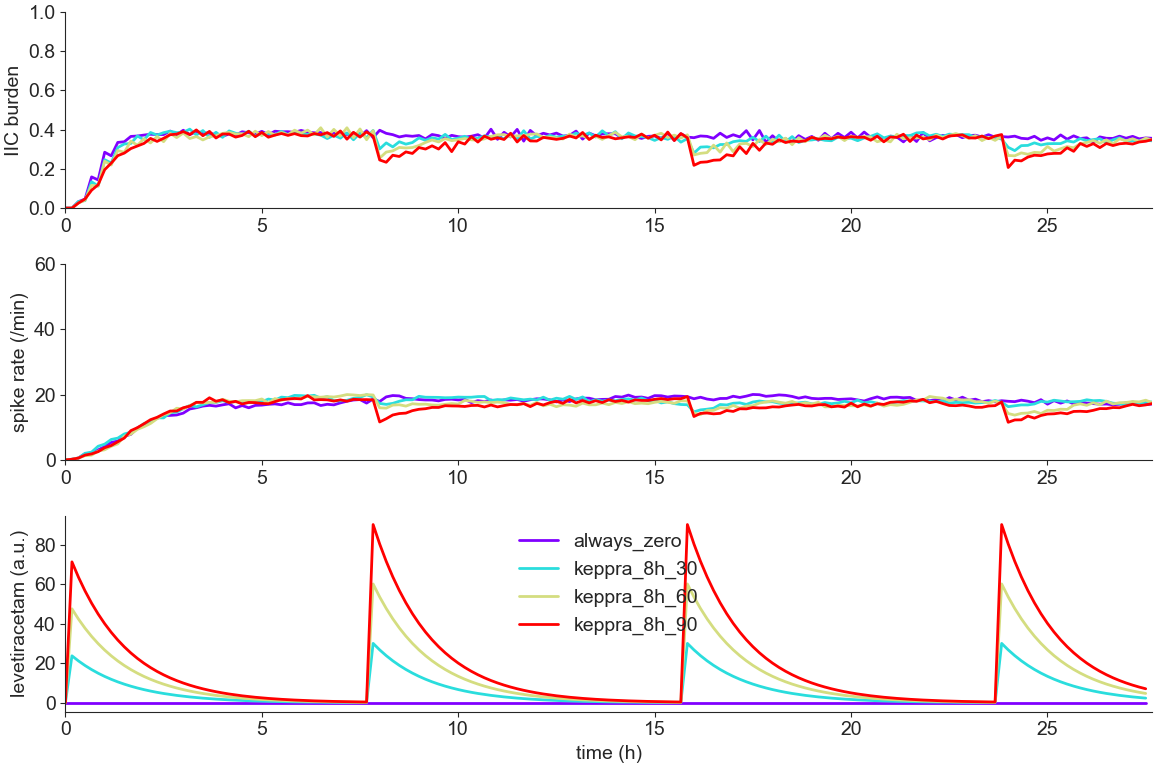 IIC burden
1.0
0.8
0.6
0.4
0.2
0.0
0 5 10 15 20 25
spike rate (/min)
60
40
20
0
0 5 10 15 20 25
levetiracetam (a.u.)
80
60
40
20
0
always_zero
keppra_8h_30
keppra_8h_60
keppra_8h_90
0 5 10 15 20 25
time (h)